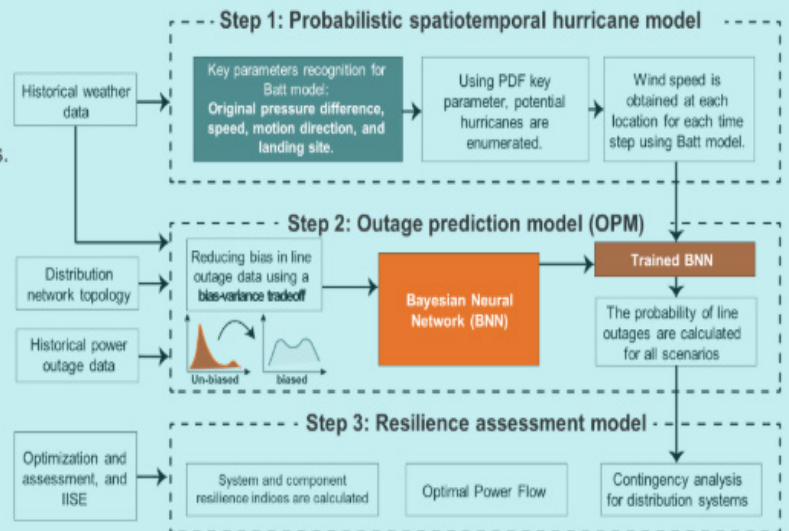 Step 1: Probabilistic spatiotemporal hurricane model
Historical weather
data
Key parameters recognition for
Batt model:
Original pressure difference,
speed, motion direction, and
landing site.
Using PDF key
parameter, potential
hurricanes are
enumerated.
Wind speed is
obtained at each
location for each time
step using Batt model.
s.
Step 2: Outage prediction model (OPM)
Distribution
network topology
Historical power
outage data
Reducing bias in line
outage data using a
bias-variance tradeoff
Un-biased
biased
Bayesian Neural
Network (BNN)
Trained BNN
The probability of line
outages are calculated
for all scenarios
Step 3: Resilience assessment model
Optimization and
assessment, and
IISE
System and component
resilience indices are calculated
Optimal Power Flow
Contingency analysis
for distribution systems